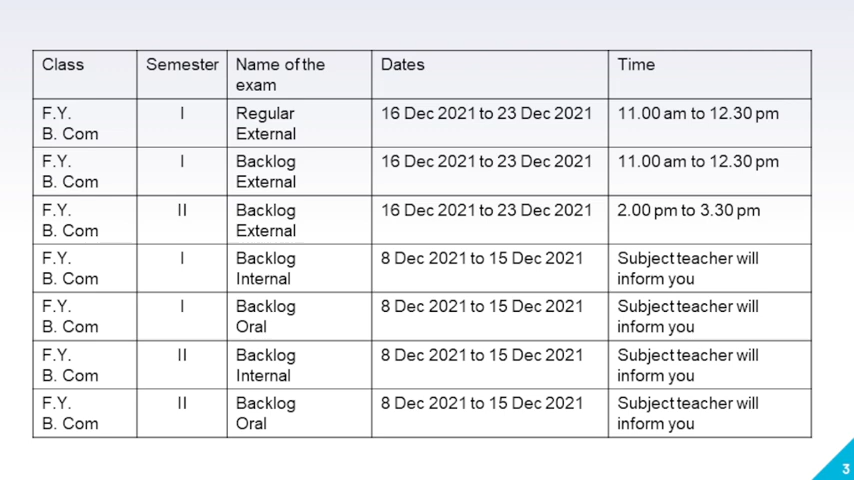 Class Semester Name of the exam Dates Time
F.Y. B. Com I Regular External 16 Dec 2021 to 23 Dec 2021 11.00 am to 12.30 pm
F.Y. B. Com I Backlog External 16 Dec 2021 to 23 Dec 2021 11.00 am to 12.30 pm
F.Y. B. Com II Backlog External 16 Dec 2021 to 23 Dec 2021 2.00 pm to 3.30 pm
F.Y. B. Com I Backlog Internal 8 Dec 2021 to 15 Dec 2021 Subject teacher will inform you
F.Y. B. Com I Backlog Oral 8 Dec 2021 to 15 Dec 2021 Subject teacher will inform you
F.Y. B. Com II Backlog Internal 8 Dec 2021 to 15 Dec 2021 Subject teacher will inform you
F.Y. B. Com II Backlog Oral 8 Dec 2021 to 15 Dec 2021 Subject teacher will inform you
3